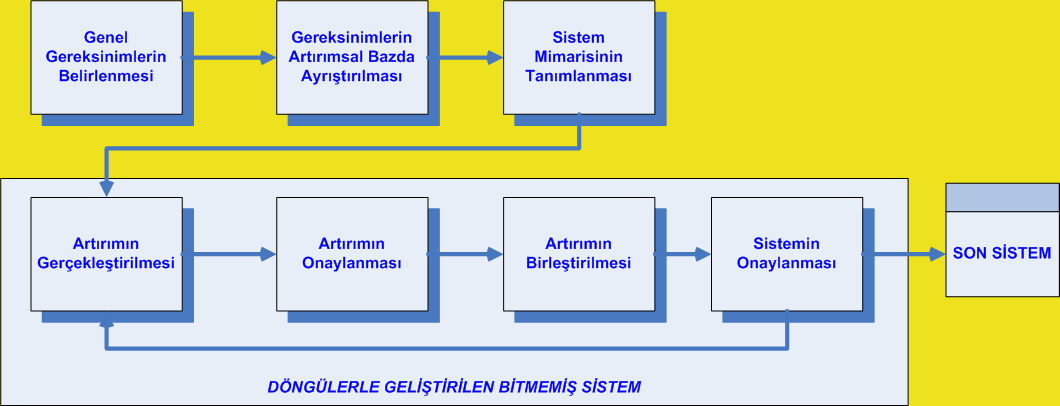 Genel
Gereksinimlerin
Belirlenmesi
Gereksinimlerin
Artırımsal Bazda
Ayrıştırılması
Sistem
Mimarisinin
Tanımlanması
Artırımın
Gerçekleştirilmesi
Artırımın
Onaylanması
Artırımın
Birleştirilmesi
Sistemin
Onaylanması
SON SİSTEM
DÖNGÜLERLE GELİŞTİRİLEN BİTMEMİŞ SİSTEM